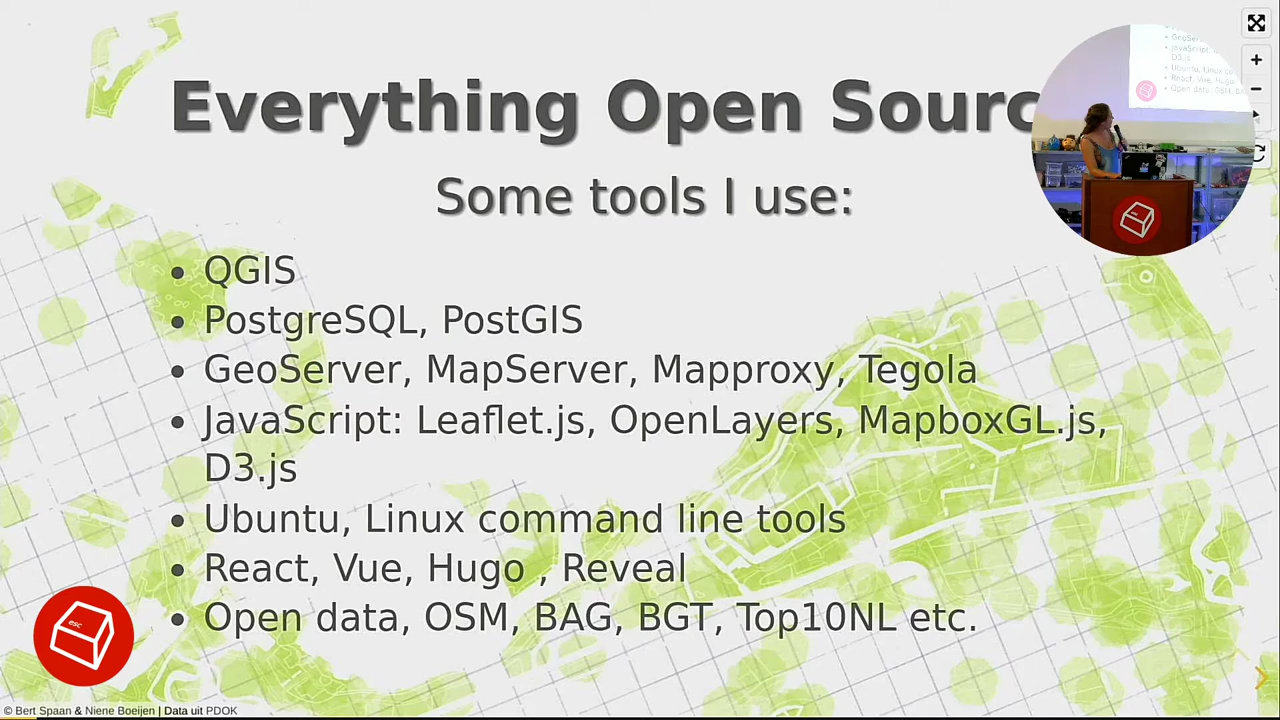 Everything Open Sourc
Some tools I use:
• QGIS
• PostgreSQL, PostGIS
• GeoServer, MapServer, Mapproxy, Tegola
• JavaScript: Leaflet.js, OpenLayers, MapboxGL.js,
D3.js
• Ubuntu, Linux command line tools
• React, Vue, Hugo , Reveal
• Open data, OSM, BAG, BGT, Top10NL etc.
esc
© Bert Spaan & Niene Boeijen | Data uit PDOK